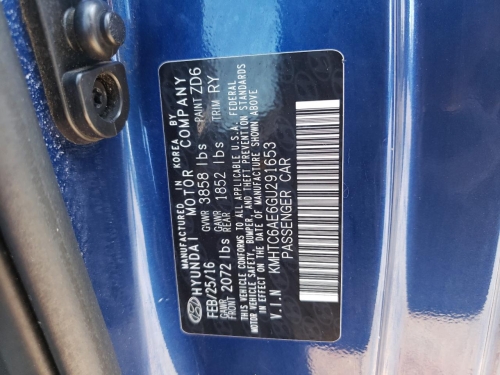 MANUFACTURED IN KOREA BY
HYUNDAI MOTOR COMPANY
FEB/25/16 GVWR 3858 lbs PAINT ZD6
GAWR FRONT 2072 lbs GAWR REAR 1852 lbs TRIM RY
THIS VEHICLE CONFORMS TO ALL APPLICABLE U.S.A. FEDERAL
MOTOR VEHICLE SAFETY, BUMPER, AND THEFT PREVENTION STANDARDS
IN EFFECT ON THE DATE OF MANUFACTURE SHOWN ABOVE
V.I.N KMHTC6AE6GU291653
PASSENGER CAR